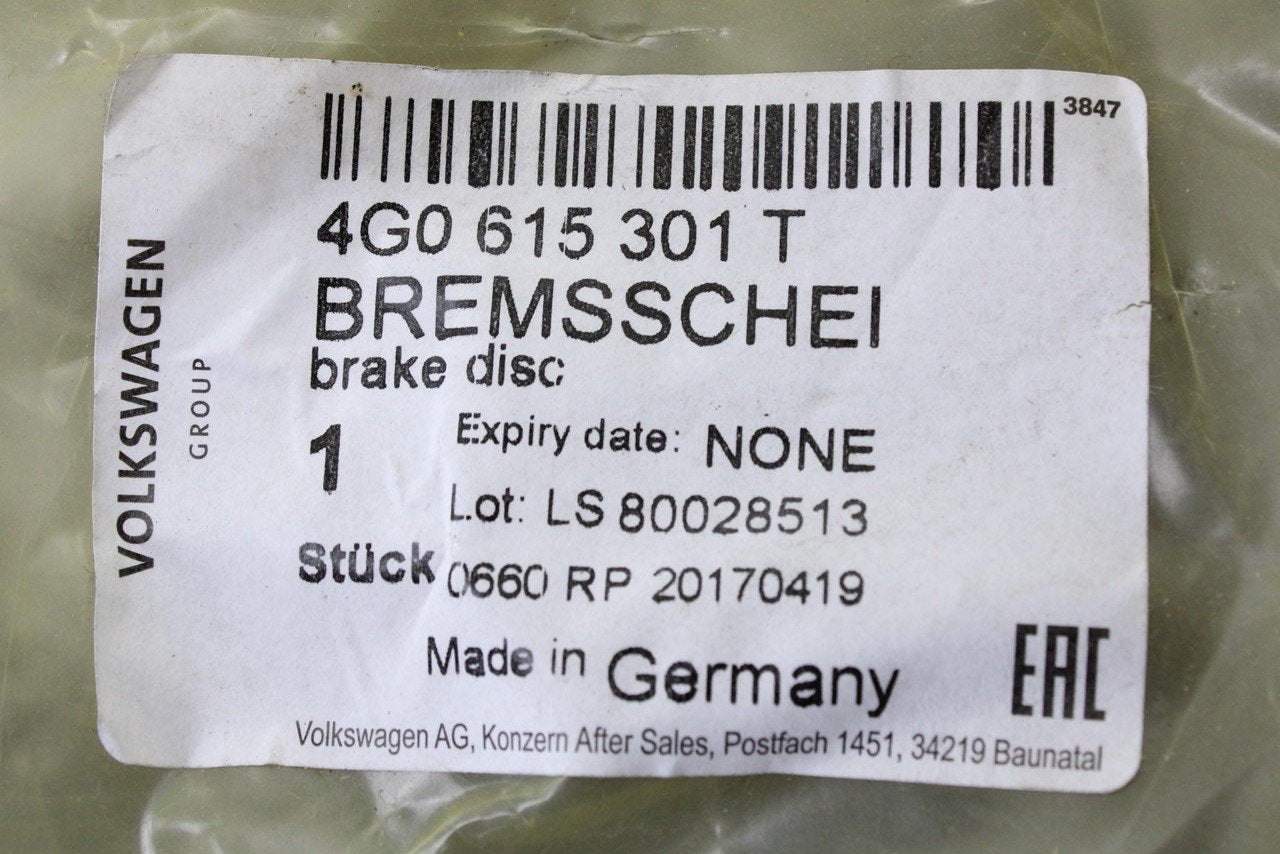 3847
4G0 615 301 T
BREMSSCHEI
brake disc
1
Expiry date: NONE
Lot: LS 80028513
Stück 0660 RP 20170419
Made in Germany
EAC
Volkswagen AG, Konzern After Sales, Postfach 1451, 34219 Baunatal
VOLKSWAGEN
GROUP